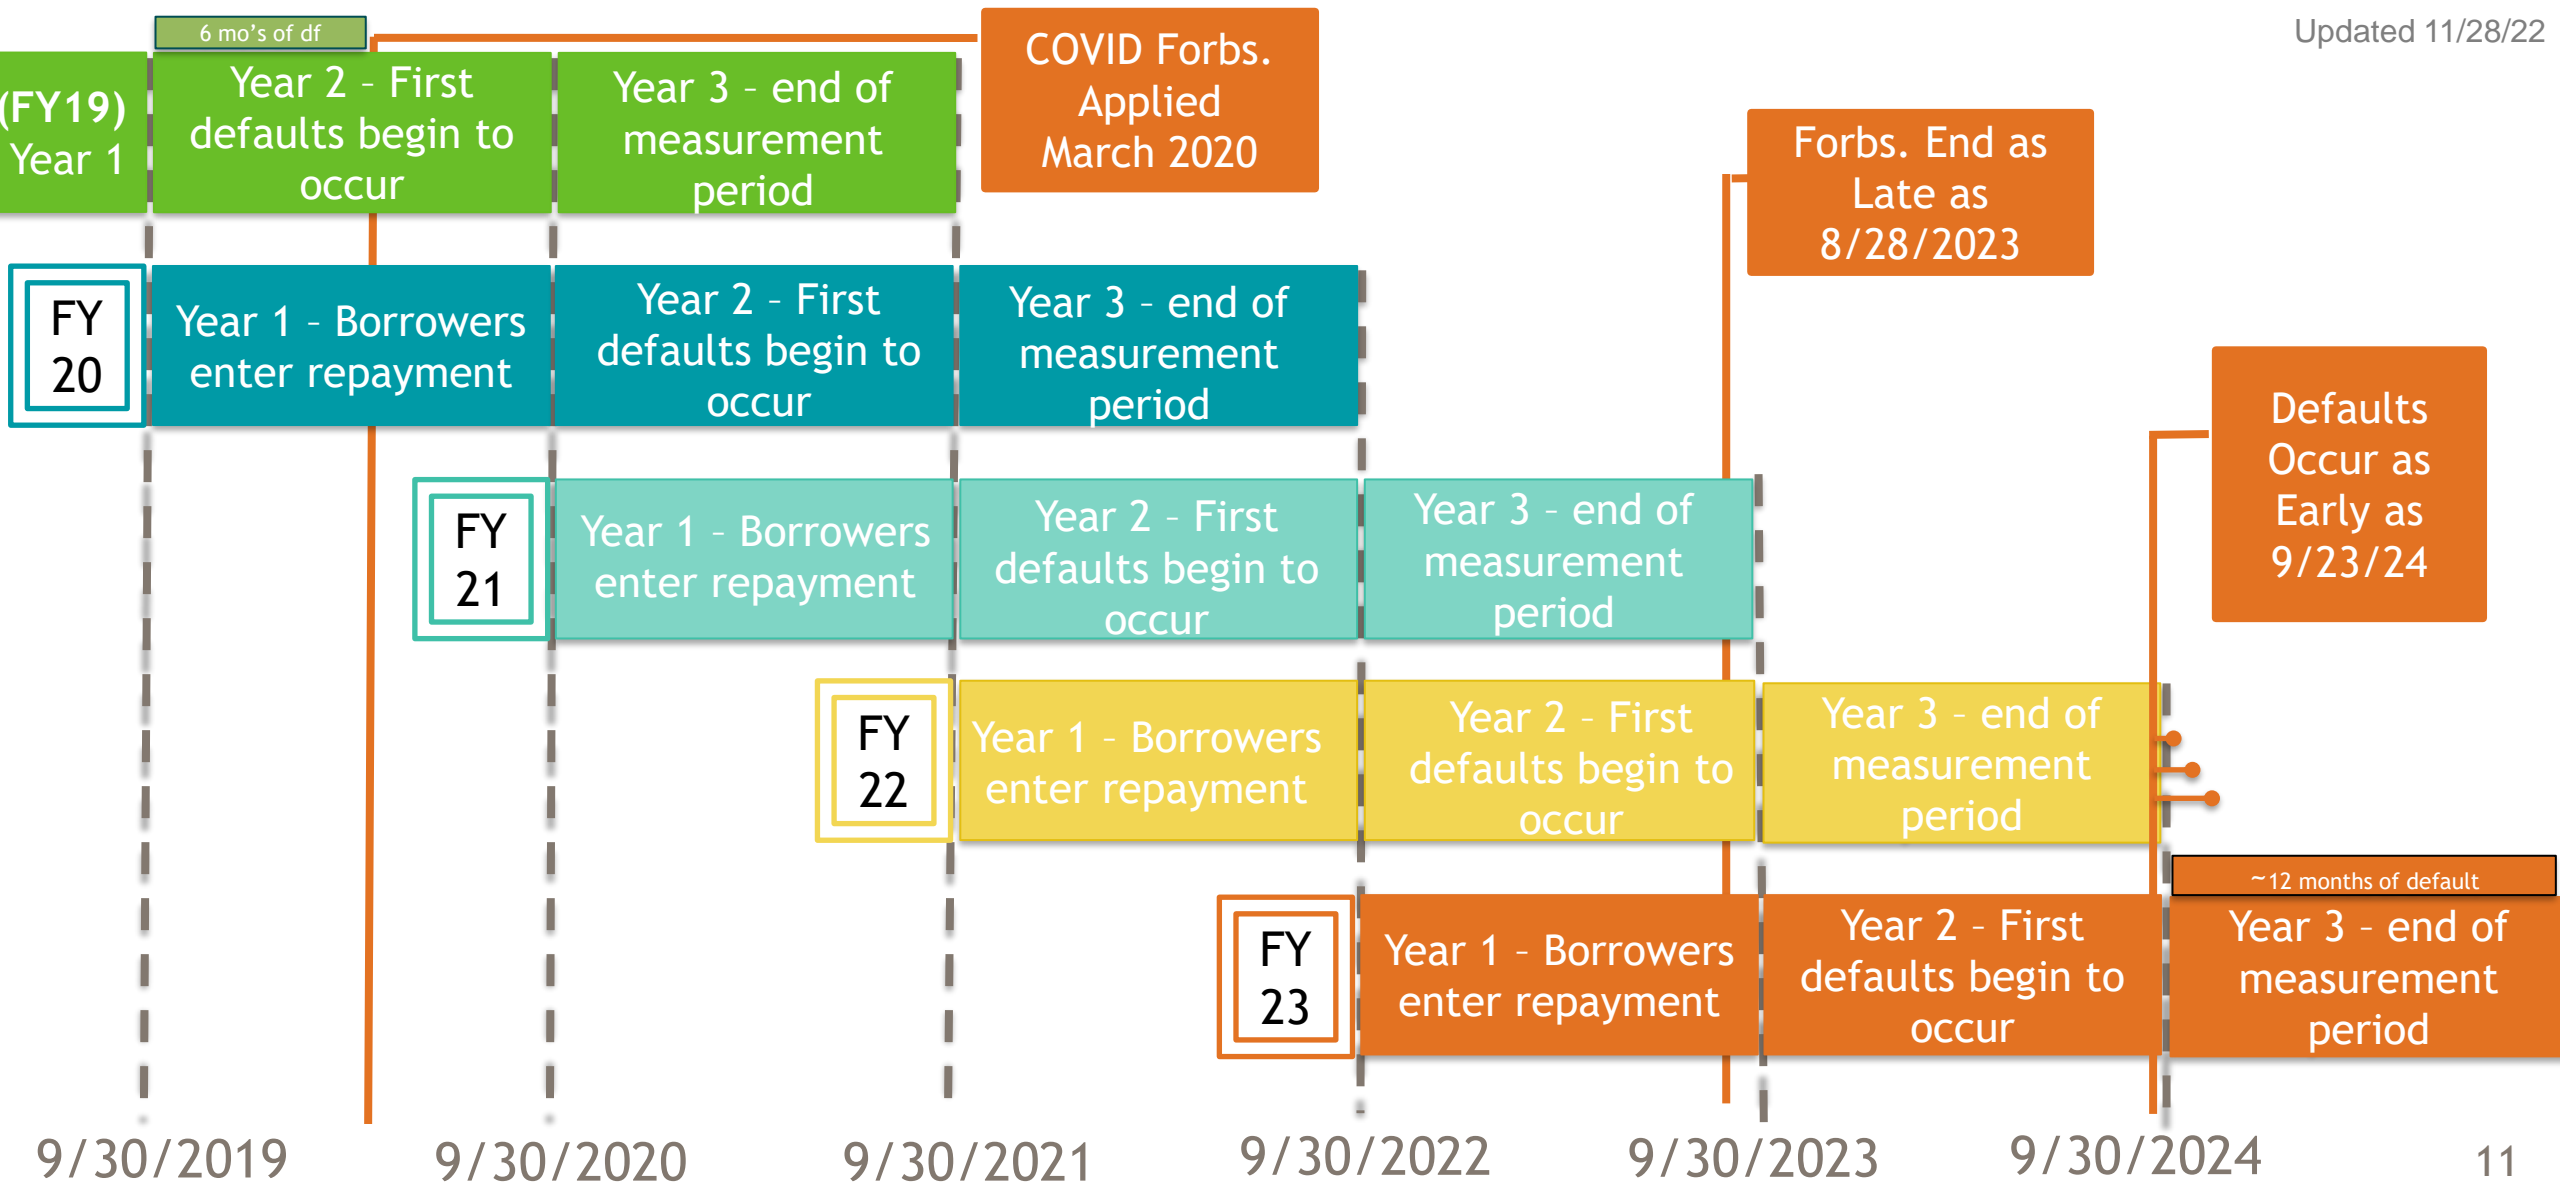 Updated 11/28/22
6 mo's of df
COVID Forbs.
Applied
March 2020
(FY19)
Year 1
Year 2 – First
defaults begin to
occur
Year 3 – end of
measurement
period
Forbs. End as
Late as
8/28/2023
FY
20
Year 1 – Borrowers
enter repayment
Year 2 – First
defaults begin to
occur
Year 3 – end of
measurement
period
Defaults
Occur as
Early as
9/23/24
FY
21
Year 1 – Borrowers
enter repayment
Year 2 – First
defaults begin to
occur
Year 3 – end of
measurement
period
FY
22
Year 1 – Borrowers
enter repayment
Year 2 – First
defaults begin to
occur
Year 3 – end of
measurement
period
~12 months of default
FY
23
Year 1 – Borrowers
enter repayment
Year 2 – First
defaults begin to
occur
Year 3 – end of
measurement
period
9/30/2019
9/30/2020
9/30/2021
9/30/2022
9/30/2023
9/30/2024
11